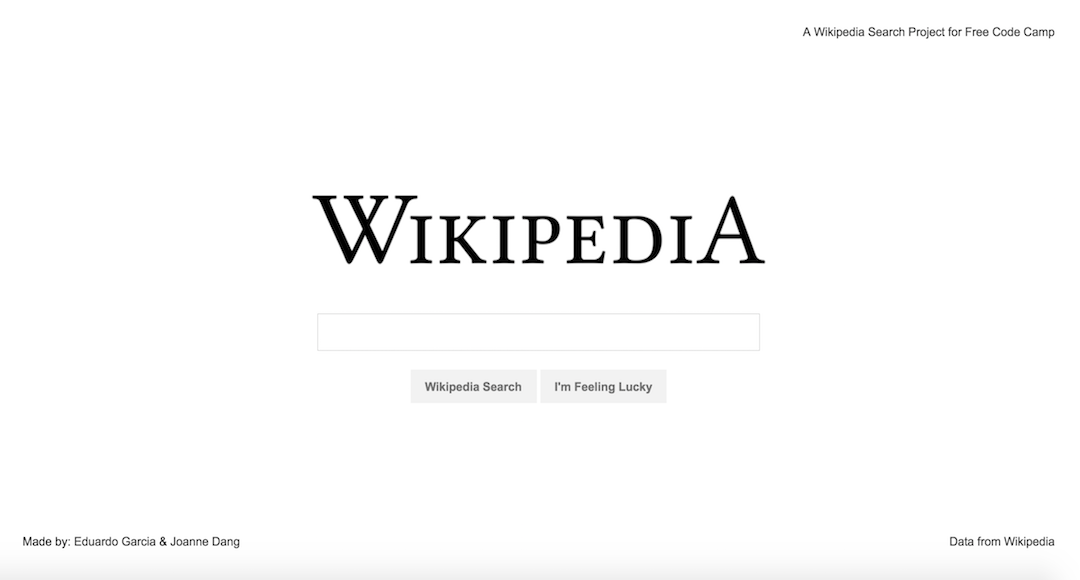 A Wikipedia Search Project for Free Code Camp
WIKIPEDIA
Wikipedia Search
I'm Feeling Lucky
Made by: Eduardo Garcia & Joanne Dang
Data from Wikipedia